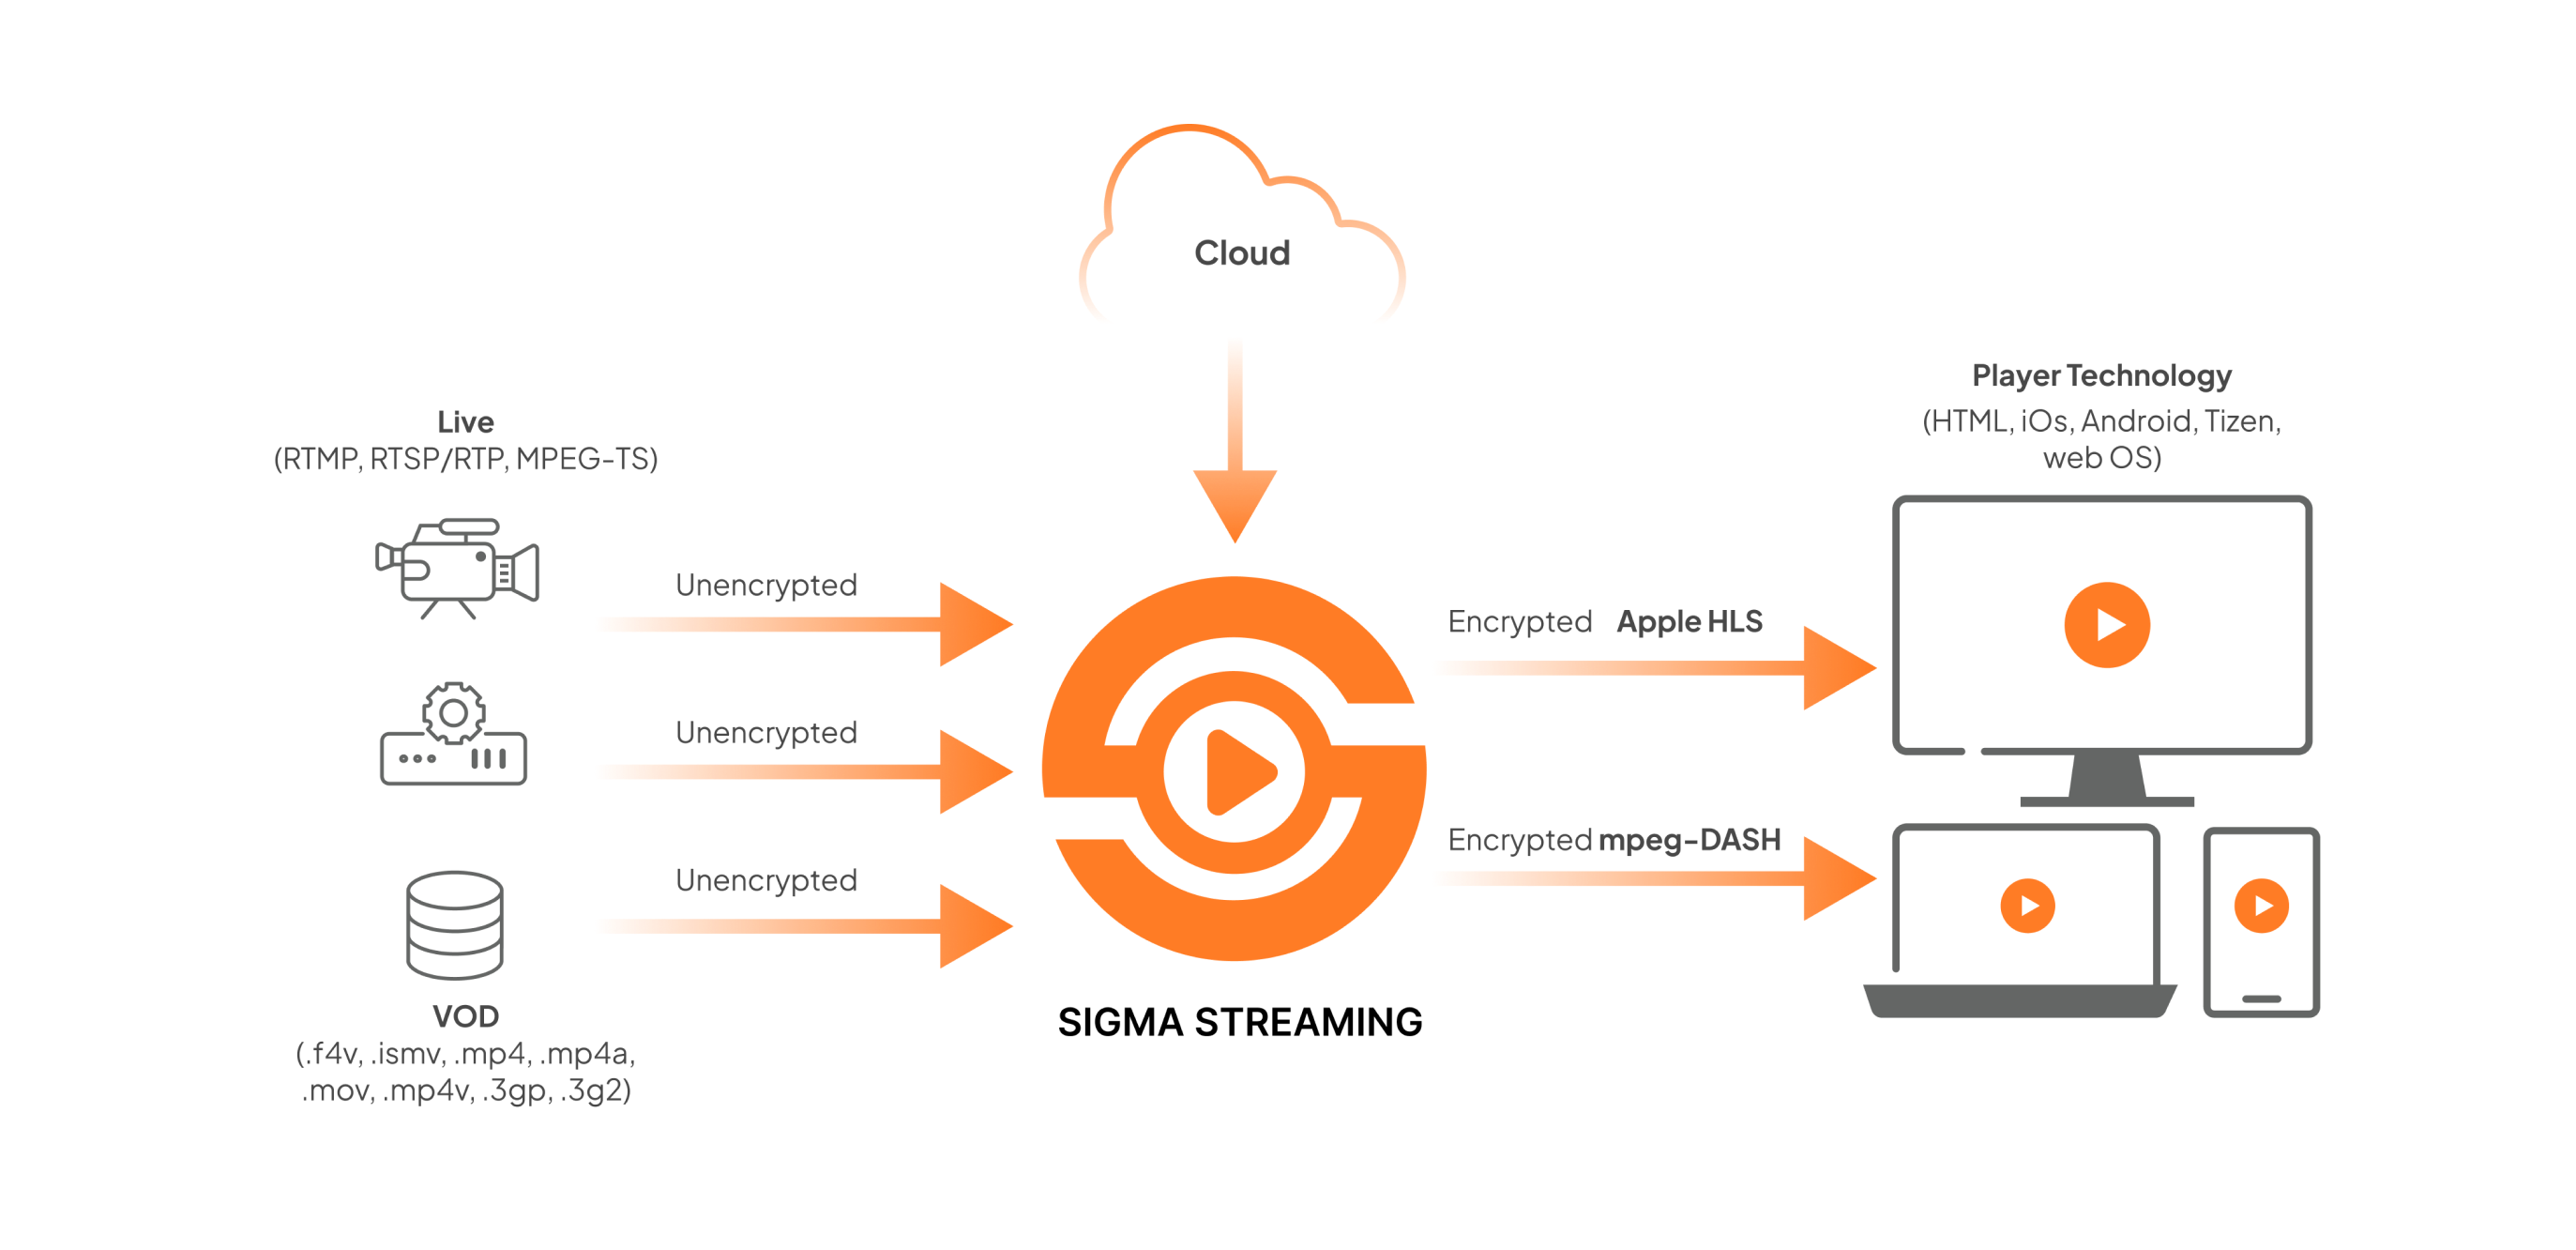 Cloud
Live
(RTMP, RTSP/RTP, MPEG-TS)
Unencrypted
Unencrypted
Unencrypted
VOD
(.f4v, .ismv, .mp4, .mp4a,
.mov, .mp4v, .3gp, .3g2)
SIGMA STREAMING
Encrypted Apple HLS
Encrypted mpeg-DASH
Player Technology
(HTML, iOs, Android, Tizen,
web OS)